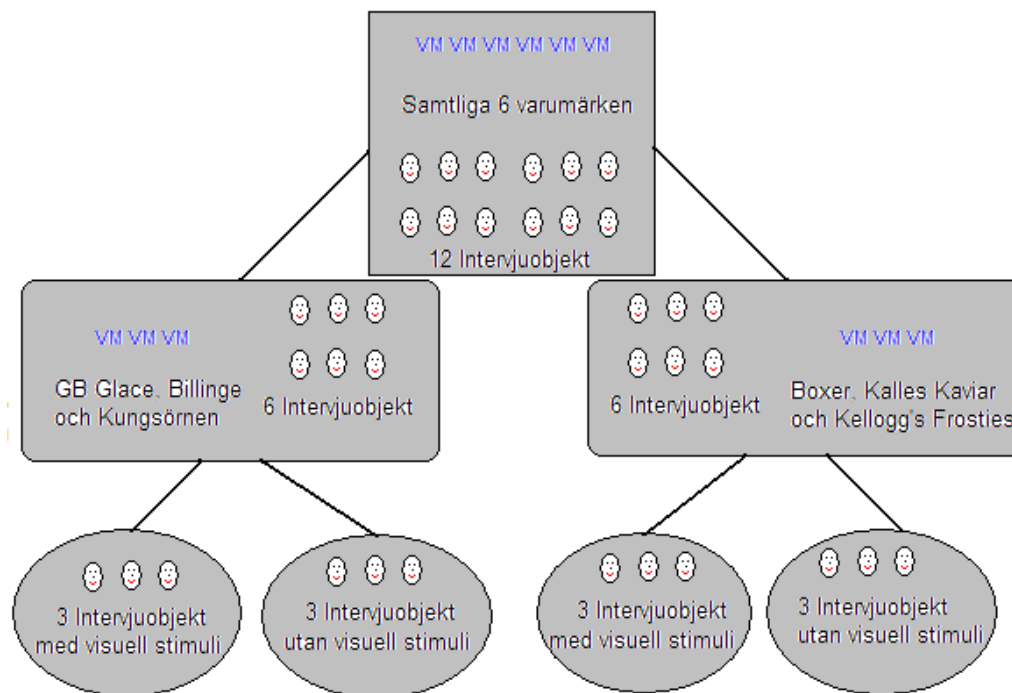 VM VM VM VM VM VM
Samtliga 6 varumärken
12 Intervjuobjekt
VM VM VM
GB Glace, Billinge
och Kungsörnen
6 Intervjuobjekt
6 Intervjuobjekt
VM VM VM
Boxer, Kalles Kaviar
och Kellogg's Frosties
3 Intervjuobjekt
med visuell stimuli
3 Intervjuobjekt
utan visuell stimuli
3 Intervjuobjekt
med visuell stimuli
3 Intervjuobjekt
utan visuell stimuli